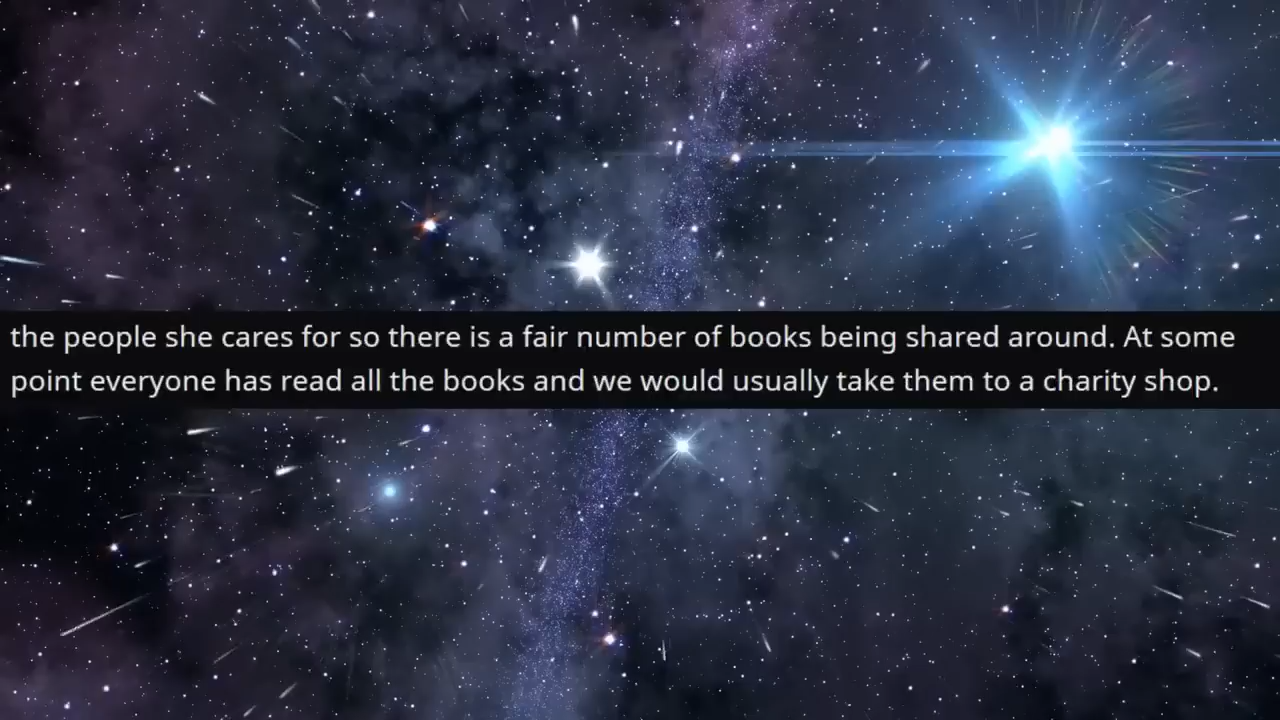 the people she cares for so there is a fair number of books being shared around. At some
point everyone has read all the books and we would usually take them to a charity shop.